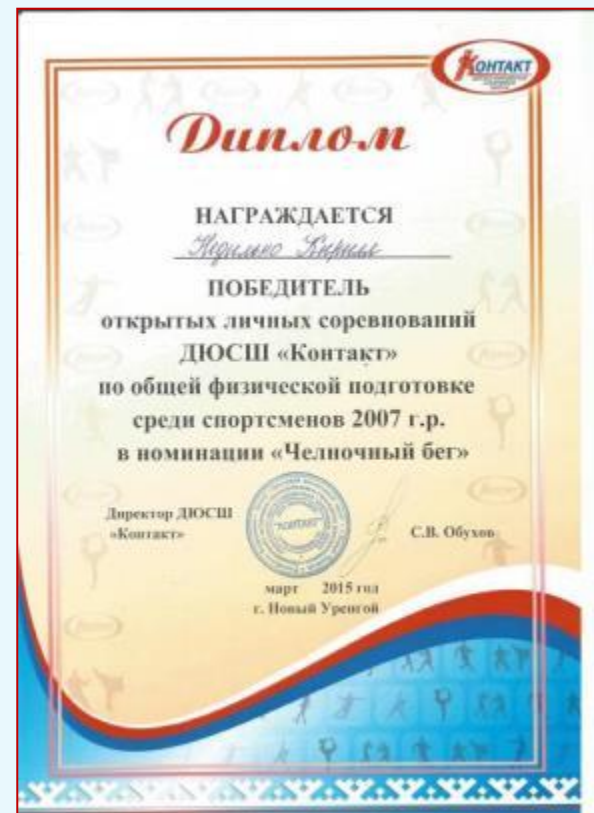 КОНТАКТ
Диплом
НАГРАЖДАЕТСЯ
Кирилл
ПОБЕДИТЕЛЬ
открытых личных соревнований
ДЮСШ «Контакт»
по общей физической подготовке
среди спортсменов 2007 г.р.
в номинации «Челночный бег»
Директор ДЮСШ
«Контакт»
"КОНТАКТ"
С.В. Обухов
март 2015 год
г. Новый Уренгой